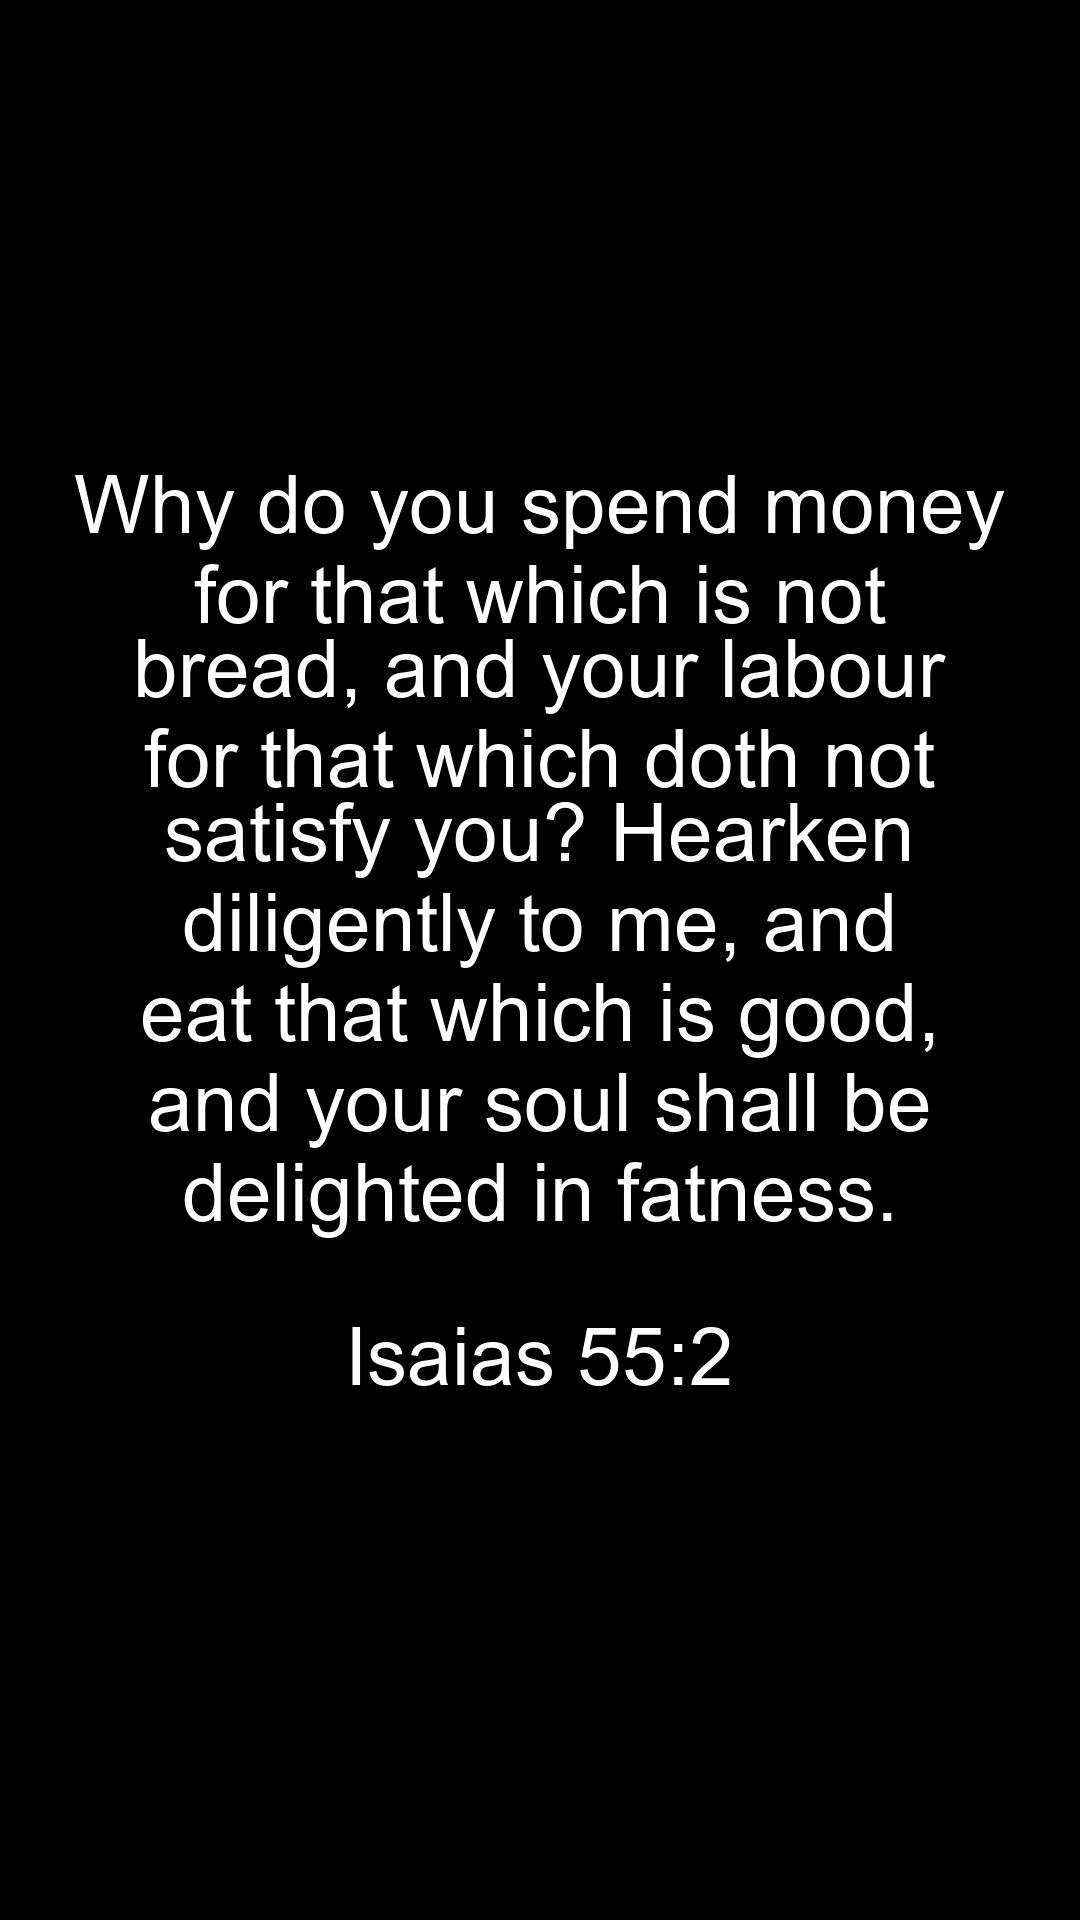 Why do you spend money
for that which is not
bread, and your labour
for that which doth not
satisfy you? Hearken
diligently to me, and
eat that which is good,
and your soul shall be
delighted in fatness.
Isaias 55:2